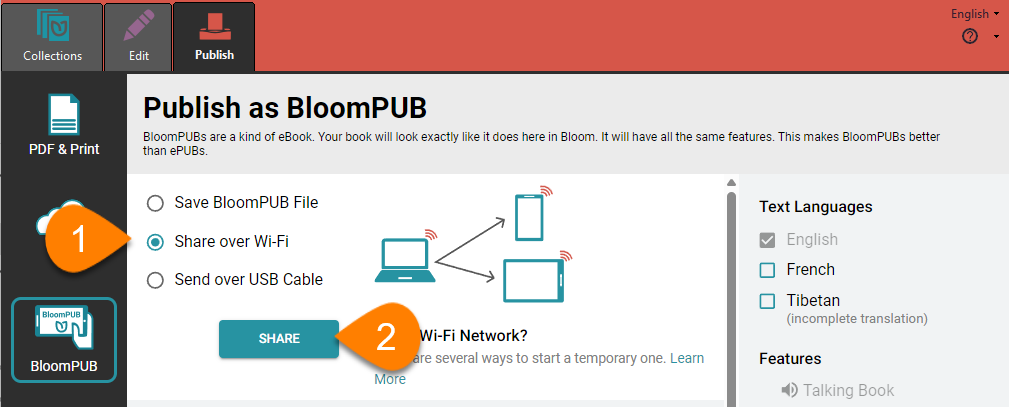 English
Collections
Edit
Publish
Publish as BloomPUB
BloomPUBs are a kind of eBook. Your book will look exactly like it does here in Bloom. It will have all the same features. This makes BloomPUBs better
than ePUBs.
PDF & Print
1
BloomPUB
BloomPUB
Save BloomPUB File
Share over Wi-Fi
Send over USB Cable
SHARE
2
Wi-Fi Network?
are several ways to start a temporary one. Learn
More
Text Languages
English
French
Tibetan
(incomplete translation)
Features
Talking Book